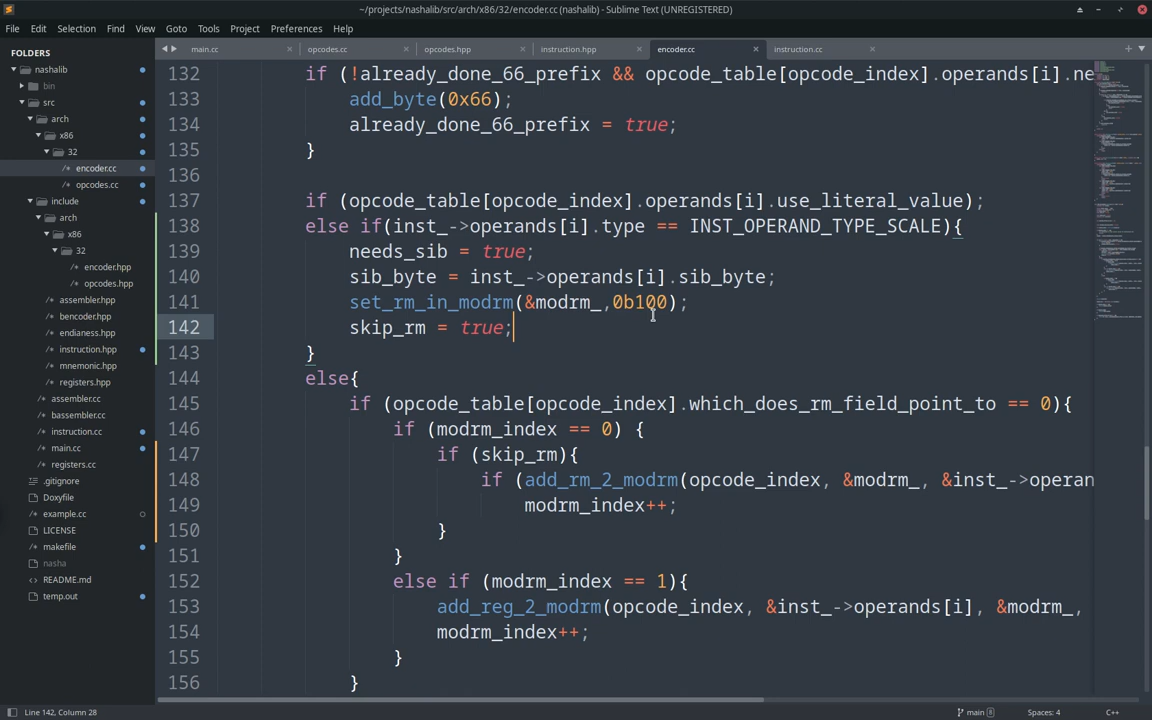 ~/projects/nashalib/src/arch/x86/32/encoder.cc (nashalib) - Sublime Text (UNREGISTERED)
File Edit Selection Find View Goto Tools Project Preferences Help
FOLDERS
nashalib
bin
src
arch
x86
32
/* encoder.cc
/* opcodes.cc
include
arch
x86
32
/* encoder.hpp
/* opcodes.hpp
/* assembler.hpp
/* bencoder.hpp
/* endianess.hpp
/* instruction.hpp
/* mnemonic.hpp
/* registers.hpp
/* assembler.cc
/* bassembler.cc
/* instruction.cc
/* main.cc
/* registers.cc
.gitignore
Doxyfile
/* example.cc
LICENSE
/* makefile
nasha
<> README.md
temp.out
main.cc × opcodes.cc × opcodes.hpp × instruction.hpp × encoder.cc × instruction.cc ×
132 if (!already_done_66_prefix && opcode_table[opcode_index].operands[i].ne
133 add_byte(0x66);
134 already_done_66_prefix = true;
135 }
136
137 if (opcode_table[opcode_index].operands[i].use_literal_value);
138 else if(inst_->operands[i].type == INST_OPERAND_TYPE_SCALE){
139 needs_sib = true;
140 sib_byte = inst_->operands[i].sib_byte;
141 set_rm_in_modrm(&modrm_,0b100);
142 skip_rm = true;
143 }
144 else{
145 if (opcode_table[opcode_index].which_does_rm_field_point_to == 0){
146 if (modrm_index == 0) {
147 if (skip_rm){
148 if (add_rm_2_modrm(opcode_index, &modrm_, &inst_->operan
149 modrm_index++;
150 }
151 }
152 else if (modrm_index == 1){
153 add_reg_2_modrm(opcode_index, &inst_->operands[i], &modrm_,
154 modrm_index++;
155 }
156 }
Line 142, Column 28
main 8
Spaces: 4
C++